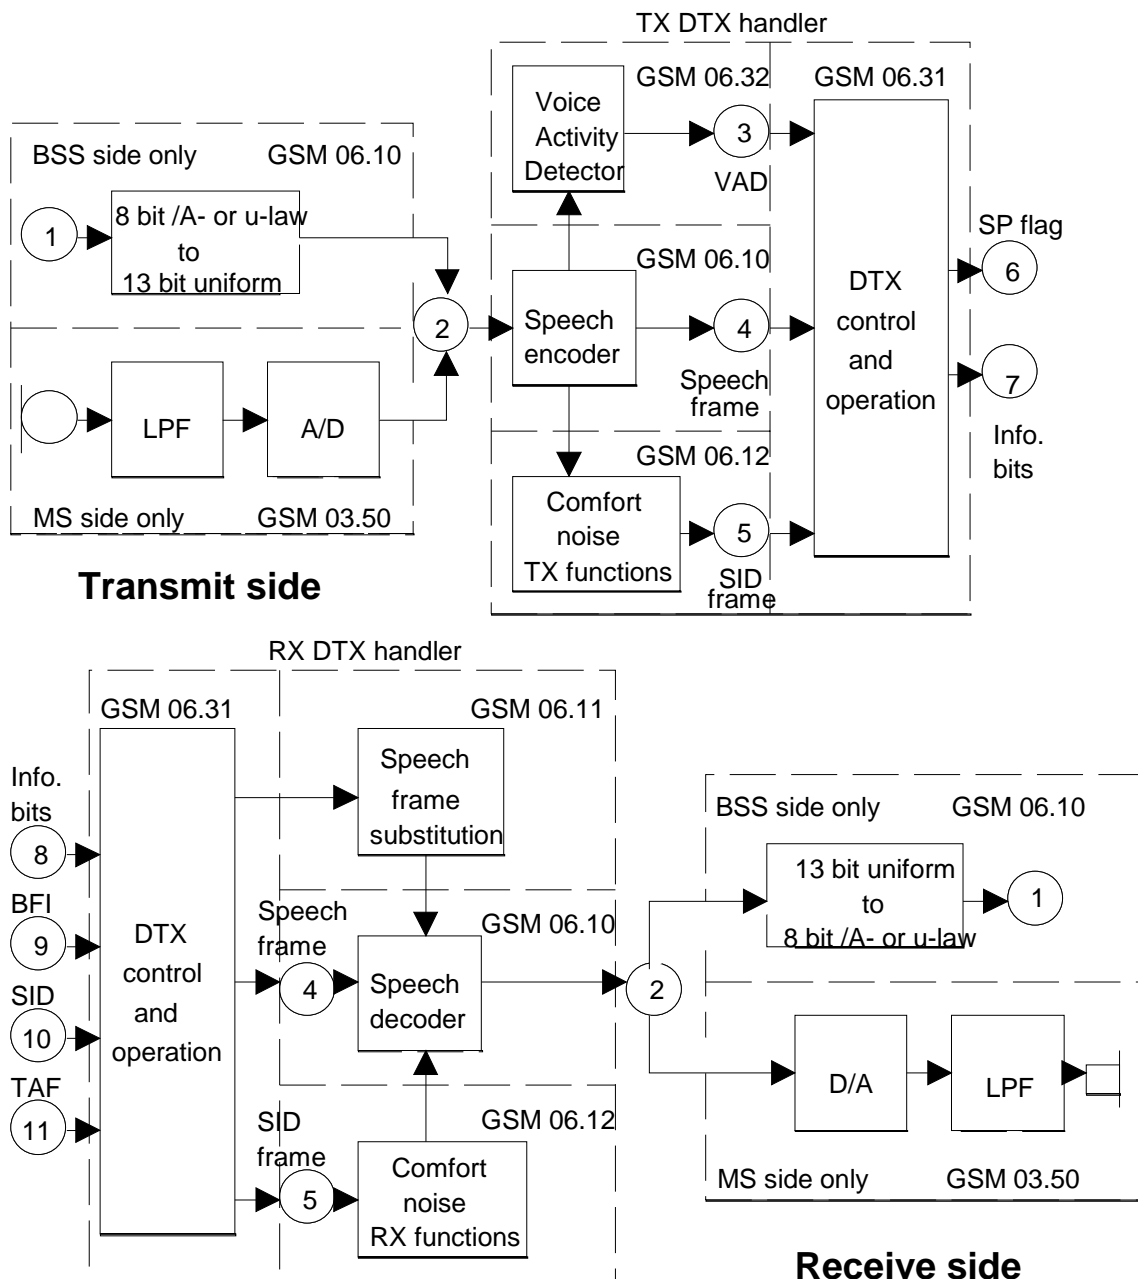 TX DTX handler
GSM 06.32
GSM 06.31
Voice
Activity
Detector
3
VAD
BSS side only
GSM 06.10
1
8 bit /A- or u-law
to
13 bit uniform
2
GSM 06.10
Speech
encoder
4
Speech
frame
DTX
control
and
operation
SP flag
6
7
Info.
bits
LPF
A/D
MS side only
GSM 03.50
GSM 06.12
Comfort
noise
TX functions
5
SID
frame
Transmit side
RX DTX handler
GSM 06.31
GSM 06.11
Speech
frame
substitution
Info.
bits
8
BFI
9
SID
10
TAF
11
DTX
control
and
operation
Speech
frame
4
GSM 06.10
Speech
decoder
SID
frame
5
GSM 06.12
Comfort
noise
RX functions
2
BSS side only
GSM 06.10
13 bit uniform
to
8 bit /A- or u-law
1
D/A
LPF
MS side only
GSM 03.50
Receive side